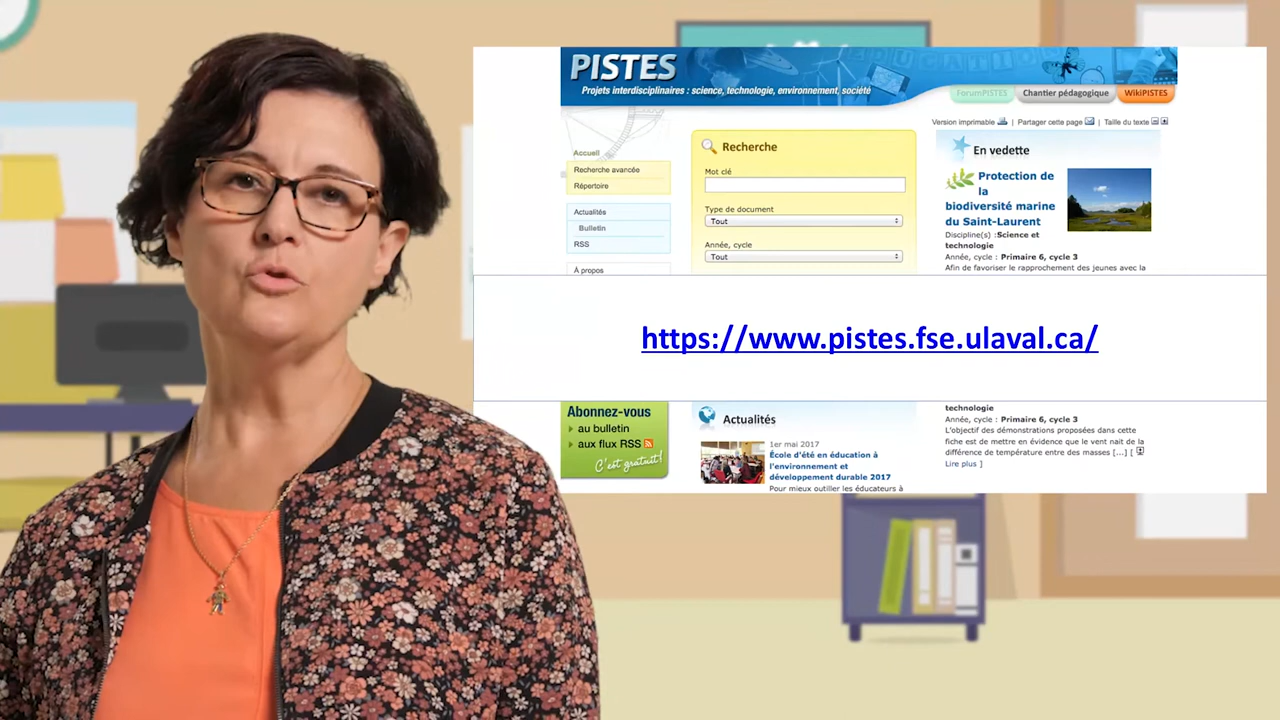 PISTES
Projets interdisciplinaires : science, technologie, environnement, société
ForumPISTES
Chantier pédagogique
WikiPISTES
Version imprimable | Partager cette page | Taille du texte
Accueil
Recherche avancée
Répertoire
Actualités
Bulletin
RSS
À propos
Recherche
Mot clé
Type de document
Tout
Année, cycle
Tout
En vedette
Protection de
la
biodiversité marine
du Saint-Laurent
Discipline(s) :Science et
technologie
Année, cycle : Primaire 6, cycle 3
Afin de favoriser le rapprochement des jeunes avec la
https://www.pistes.fse.ulaval.ca/
Abonnez-vous
au bulletin
aux flux RSS
C'est gratuit!
Actualités
1er mai 2017
École d'été en éducation à
l'environnement et
développement durable 2017
Pour mieux outiller les éducateurs à
technologie
Année, cycle : Primaire 6, cycle 3
L'objectif des démonstrations proposées dans cette
fiche est de mettre en évidence que le vent nait de la
différence de température entre des masses [...] [
Lire plus ]